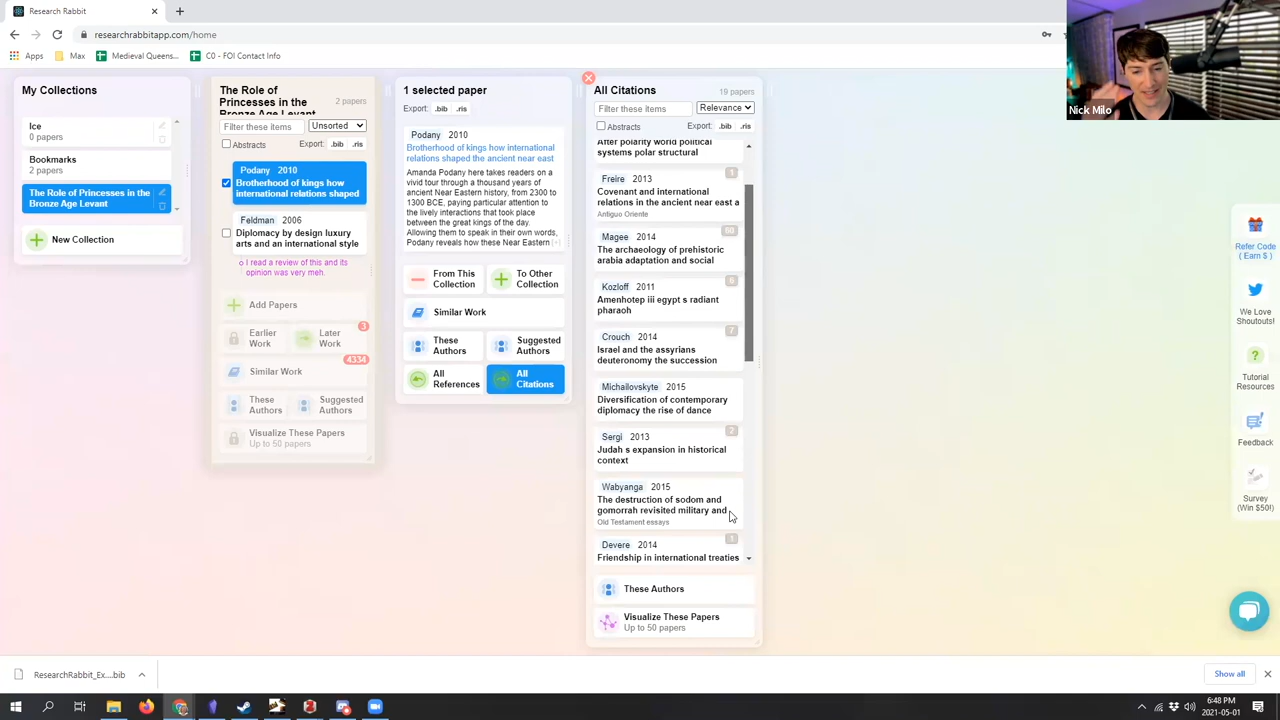 Research Rabbit
researchrabbitapp.com/home
Apps
Max
Medieval Queens...
C0 - FOI Contact Info
Nick Milo
My Collections
Ice
0 papers
Bookmarks
2 papers
The Role of Princesses in the
Bronze Age Levant
New Collection
The Role of
Princesses in the
Bronze Age Levant
2 papers
Filter these items
Unsorted
Abstracts
Export: .bib .ris
Podany 2010
Brotherhood of kings how
international relations shaped
Feldman 2006
Diplomacy by design luxury
arts and an international style
I read a review of this and its
opinion was very meh.
Add Papers
Earlier
Work
Later
Work
3
Similar Work
4334
These
Authors
Suggested
Authors
Visualize These Papers
Up to 50 papers
1 selected paper
Export: .bib .ris
Podany 2010
Brotherhood of kings how international
relations shaped the ancient near east
Amanda Podany here takes readers on a
vivid tour through a thousand years of
ancient Near Eastern history, from 2300 to
1300 BCE, paying particular attention to
the lively interactions that took place
between the great kings of the day.
Allowing them to speak in their own words,
Podany reveals how these Near Eastern [+]
From This
Collection
To Other
Collection
Similar Work
These
Authors
Suggested
Authors
All
References
All
Citations
All Citations
19 papers
Filter these items
Relevance
Abstracts
Export: .bib .ris
After polarity world political
systems polar structural
Freire 2013
1
Covenant and international
relations in the ancient near east a
Antiguo Oriente
Magee 2014
60
The archaeology of prehistoric
arabia adaptation and social
Kozloff 2011
6
Amenhotep iii egypt s radiant
pharaoh
Crouch 2014
7
Israel and the assyrians
deuteronomy the succession
Michailovskyte 2015
Diversification of contemporary
diplomacy the rise of dance
Sergi 2013
2
Judah s expansion in historical
context
Wabyanga 2015
The destruction of sodom and
gomorrah revisited military and
Old Testament essays
Devere 2014
1
Friendship in international treaties
These Authors
Visualize These Papers
Up to 50 papers
Refer Code
( Earn $ )
We Love
Shoutouts!
Tutorial
Resources
Feedback
Survey
(Win $50!)
ResearchRabbit_Ex....bib
Show all
6:48 PM
2021-05-01